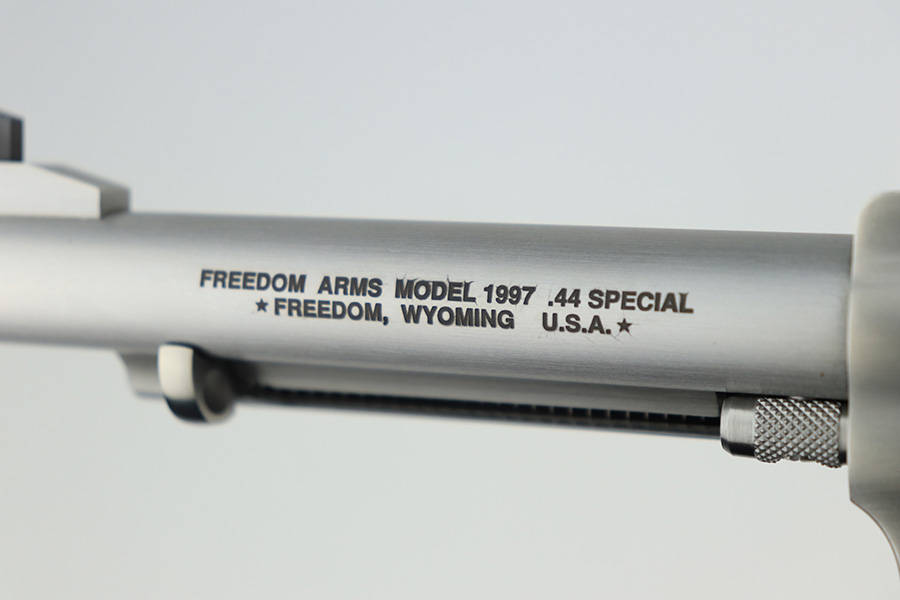 FREEDOM ARMS MODEL 1997 .44 SPECIAL
★FREEDOM, WYOMING U.S.A.★